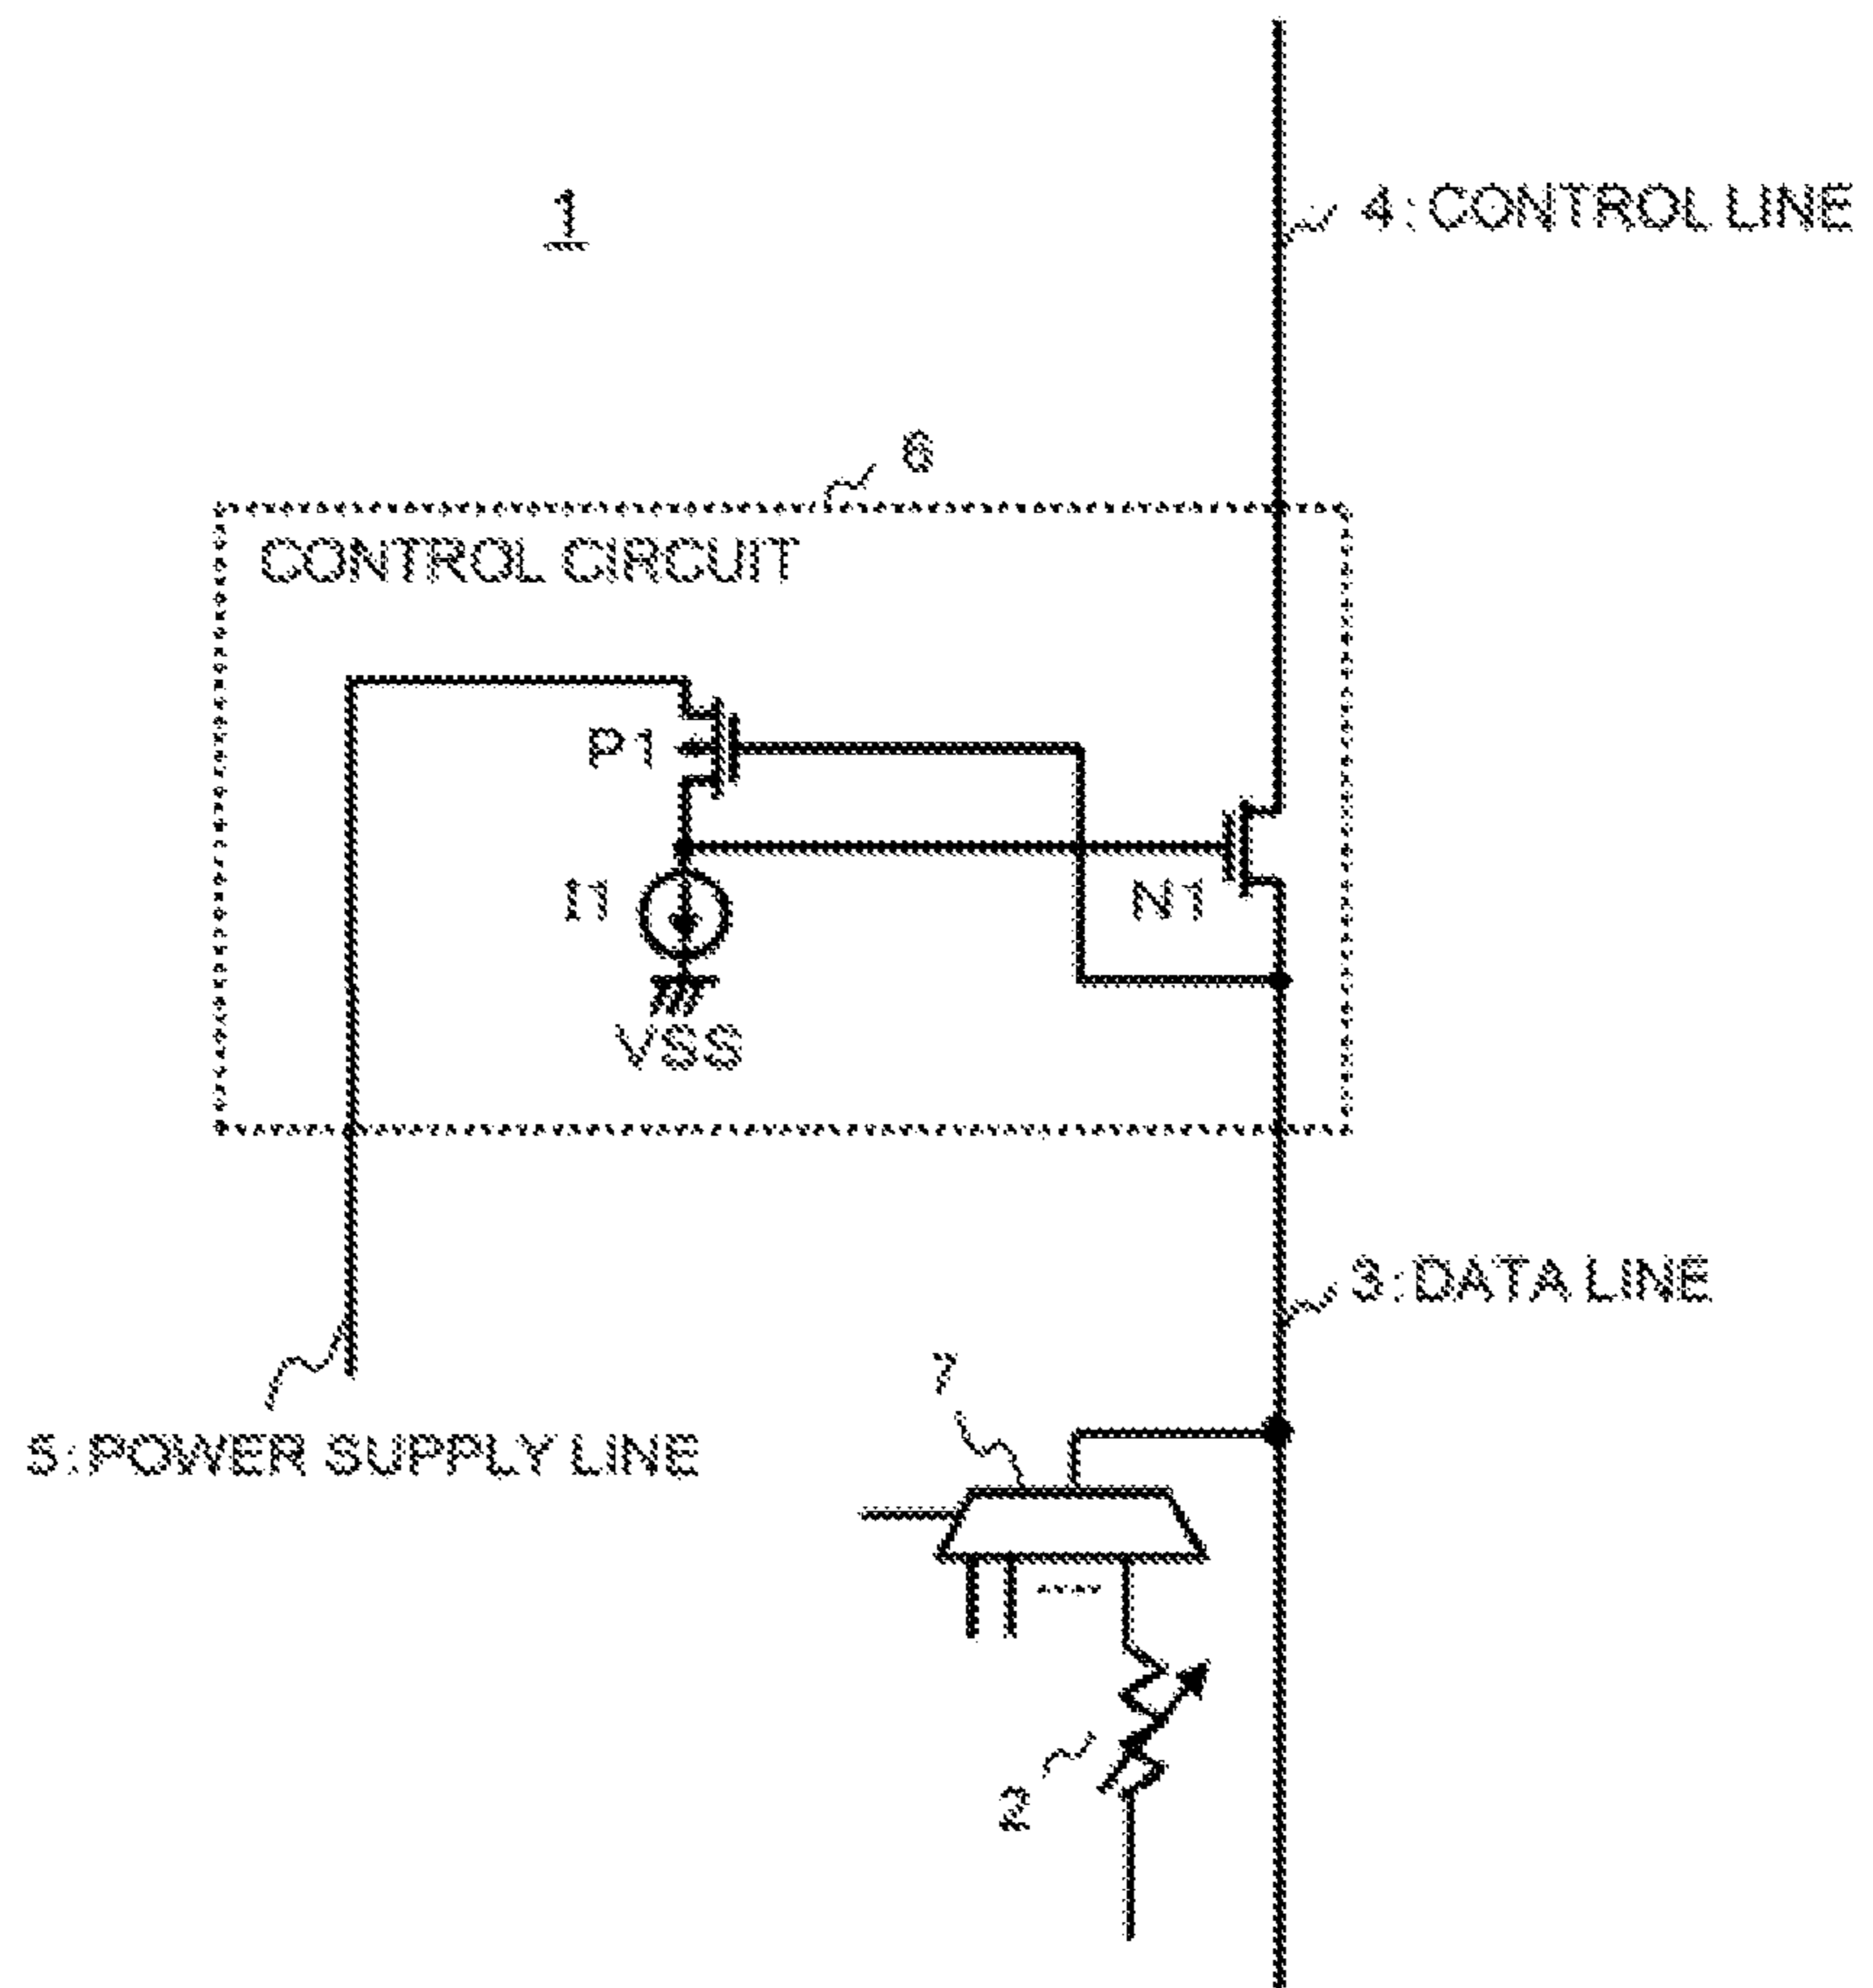 1
4: CONTROL LINE
6
CONTROL CIRCUIT
P1
I1
N1
VSS
3: DATA LINE
7
5: POWER SUPPLY LINE
2